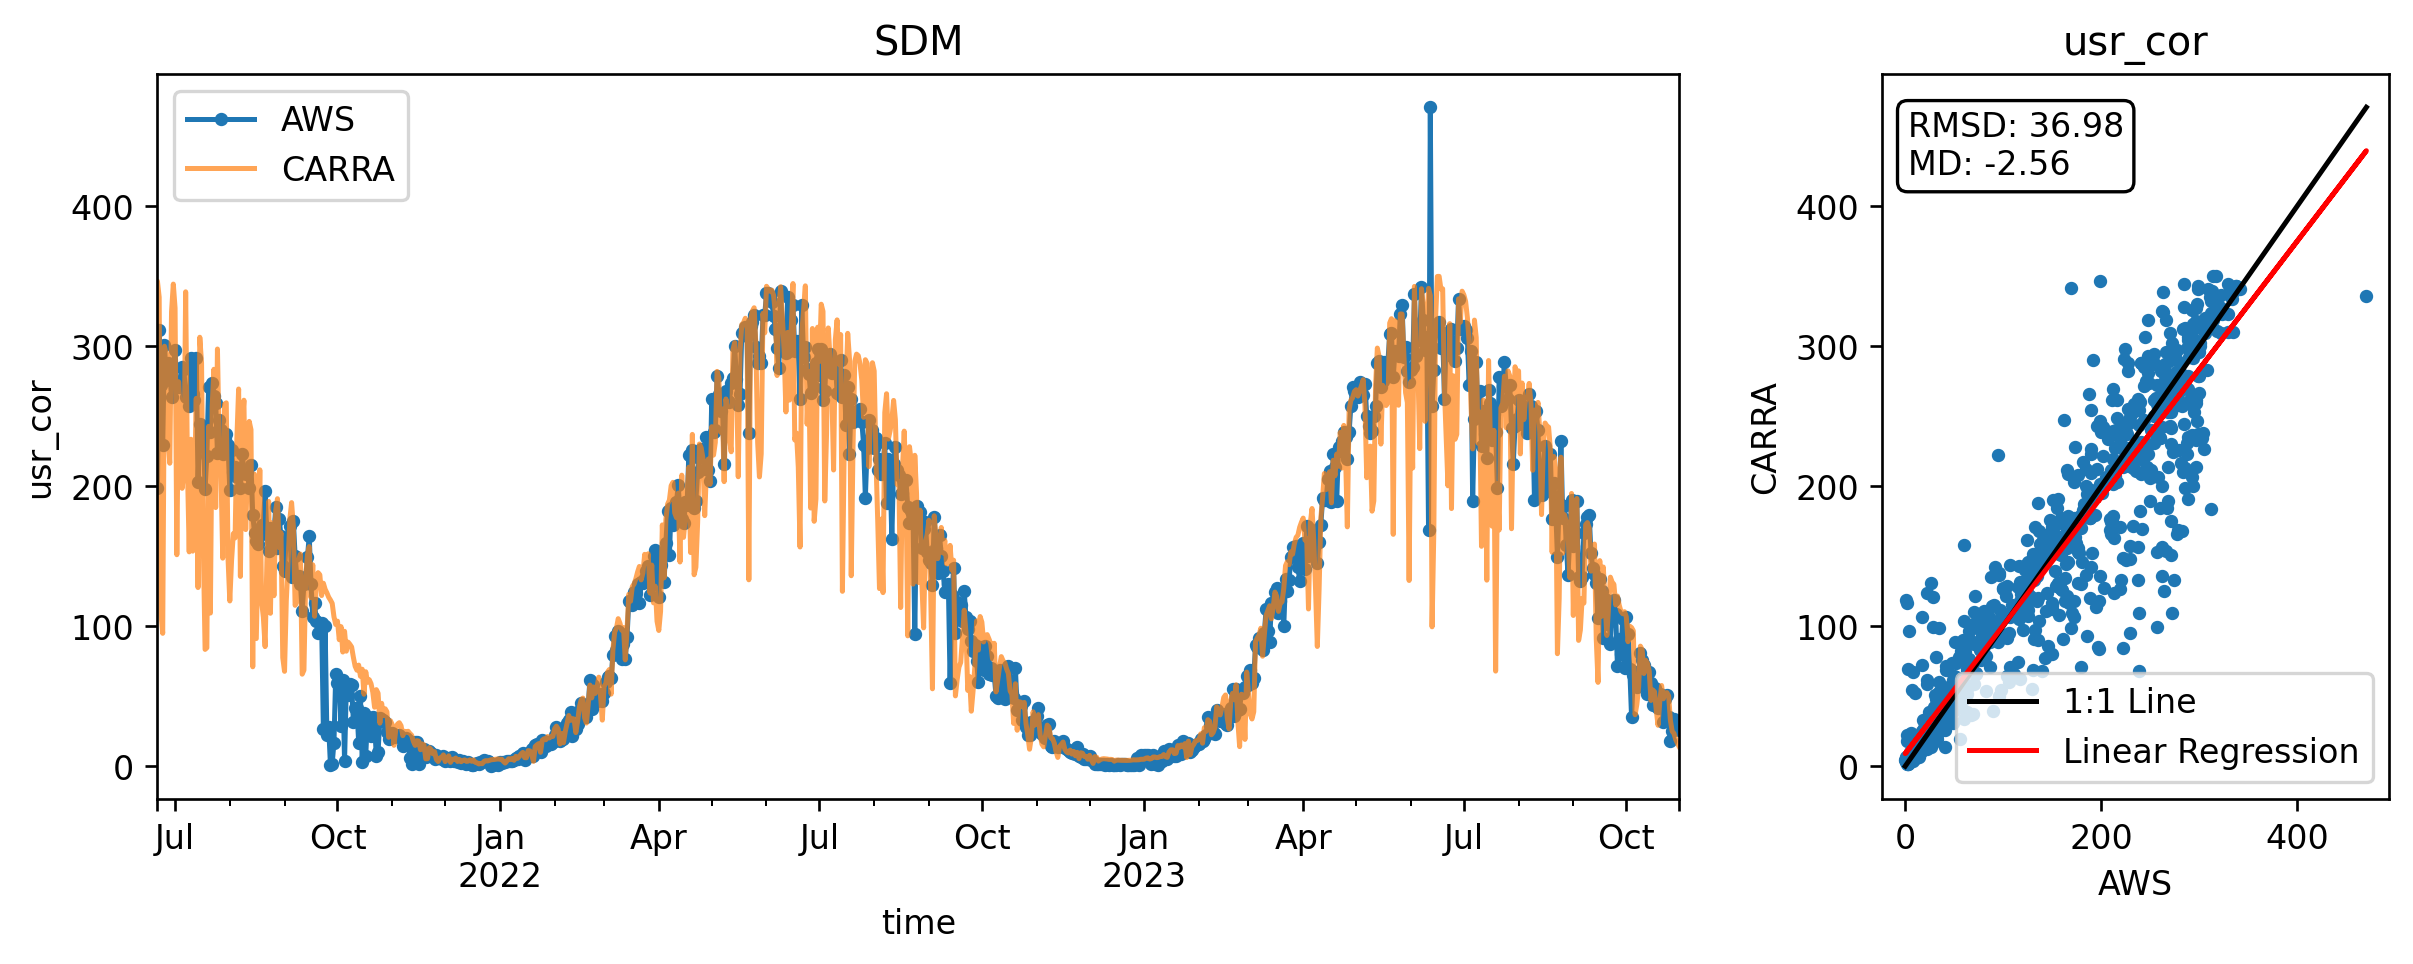 SDM
AWS
CARRA
usr_cor
400
300
200
100
0
Jul
Oct
Jan
2022
Apr
Jul
Oct
Jan
2023
Apr
Jul
Oct
time
usr_cor
RMSD: 36.98
MD: -2.56
CARRA
400
300
200
100
0
1:1 Line
Linear Regression
0
200
400
AWS